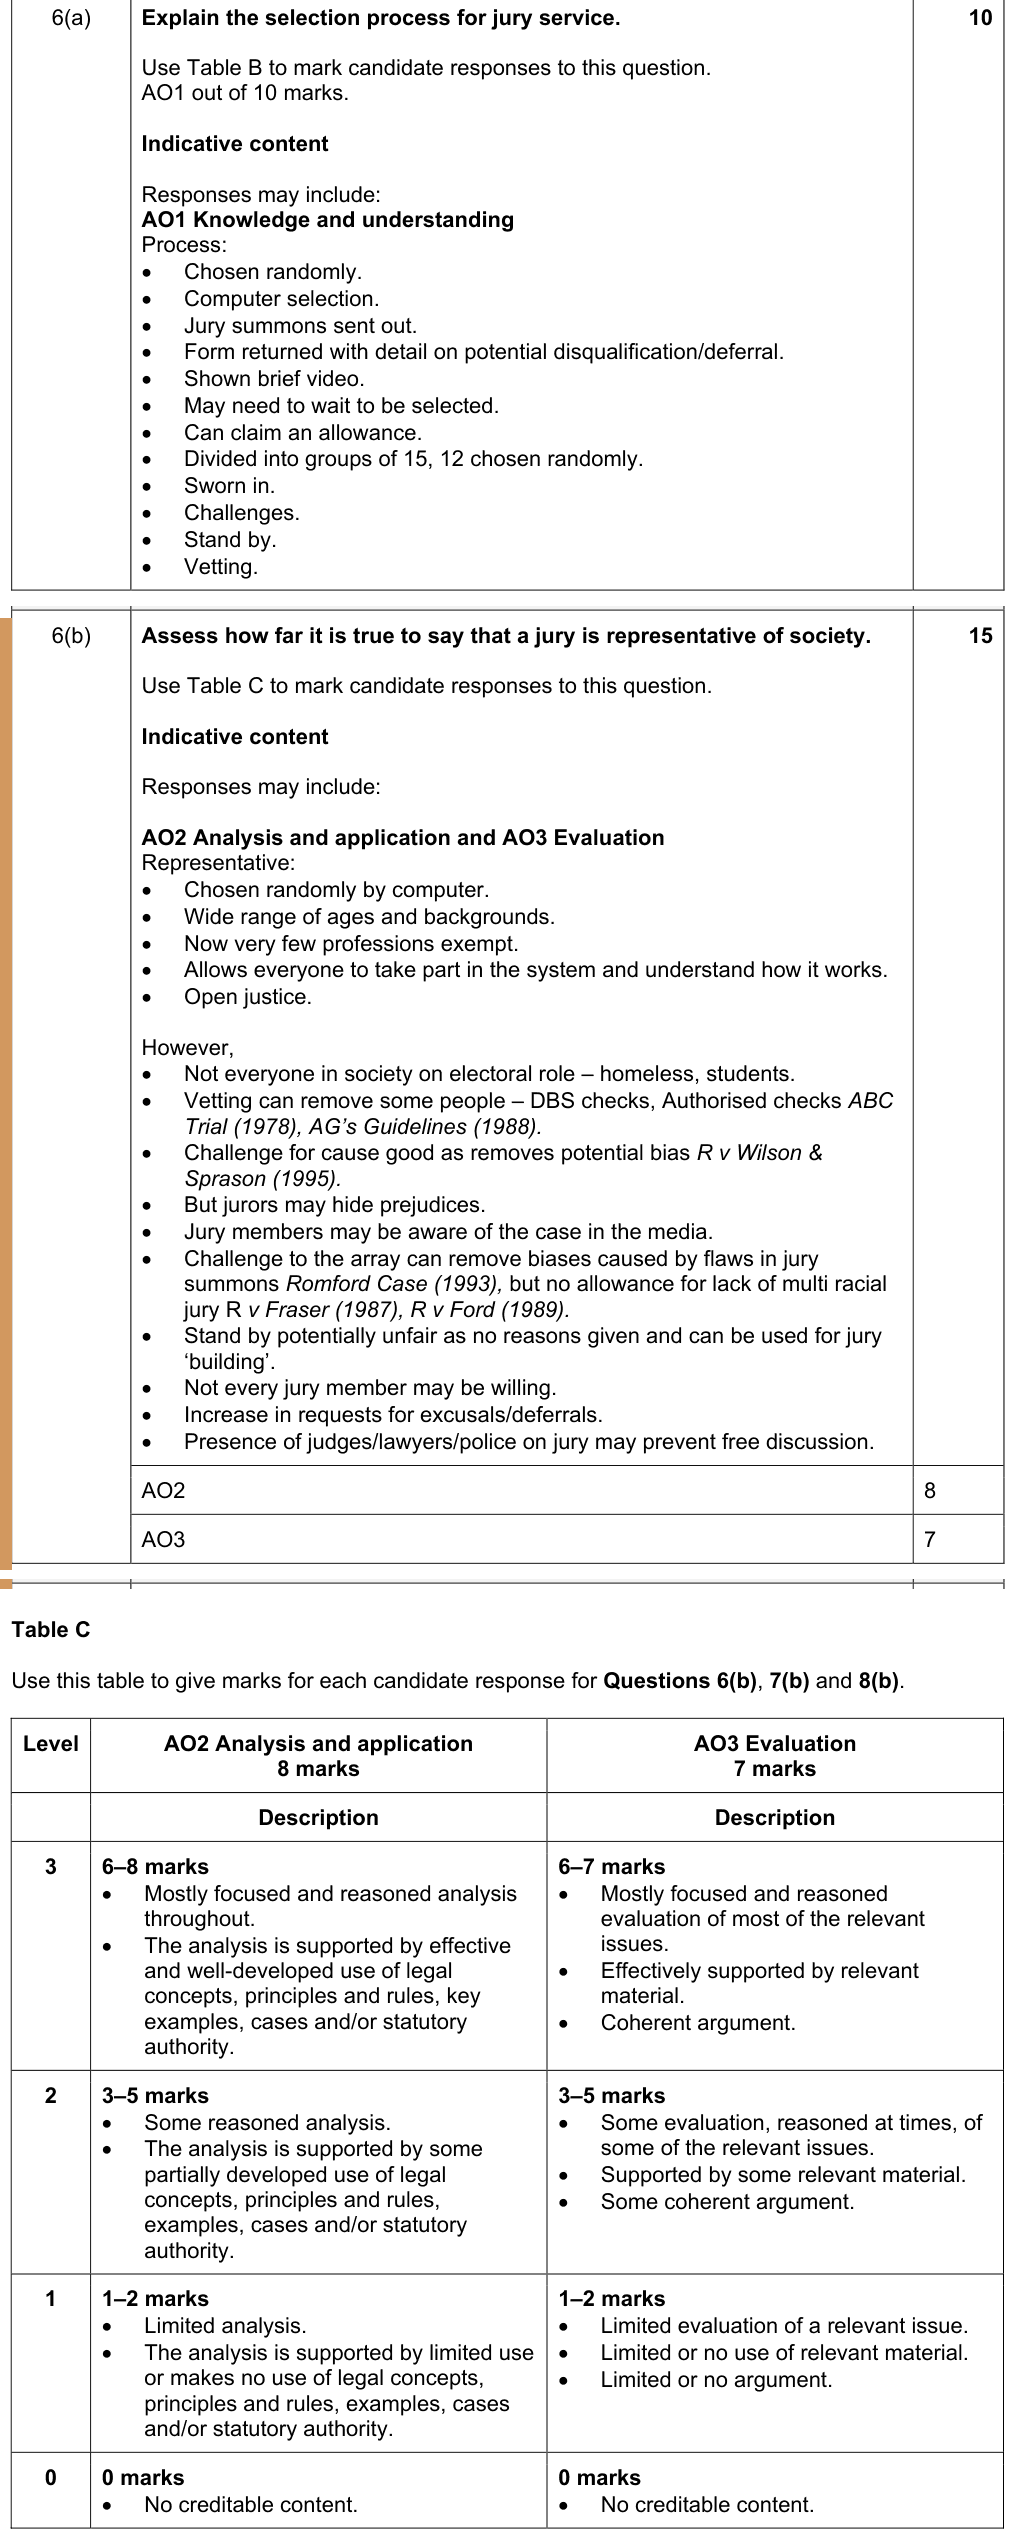 6(a) Explain the selection process for jury service. 10
Use Table B to mark candidate responses to this question.
AO1 out of 10 marks.
Indicative content
Responses may include:
AO1 Knowledge and understanding
Process:
• Chosen randomly.
• Computer selection.
• Jury summons sent out.
• Form returned with detail on potential disqualification/deferral.
• Shown brief video.
• May need to wait to be selected.
• Can claim an allowance.
• Divided into groups of 15, 12 chosen randomly.
• Sworn in.
• Challenges.
• Stand by.
• Vetting.
6(b) Assess how far it is true to say that a jury is representative of society. 15
Use Table C to mark candidate responses to this question.
Indicative content
Responses may include:
AO2 Analysis and application and AO3 Evaluation
Representative:
• Chosen randomly by computer.
• Wide range of ages and backgrounds.
• Now very few professions exempt.
• Allows everyone to take part in the system and understand how it works.
• Open justice.
However,
• Not everyone in society on electoral role – homeless, students.
• Vetting can remove some people – DBS checks, Authorised checks ABC
Trial (1978), AG’s Guidelines (1988).
• Challenge for cause good as removes potential bias R v Wilson &
Sprason (1995).
• But jurors may hide prejudices.
• Jury members may be aware of the case in the media.
• Challenge to the array can remove biases caused by flaws in jury
summons Romford Case (1993), but no allowance for lack of multi racial
jury R v Fraser (1987), R v Ford (1989).
• Stand by potentially unfair as no reasons given and can be used for jury
‘building’.
• Not every jury member may be willing.
• Increase in requests for excusals/deferrals.
• Presence of judges/lawyers/police on jury may prevent free discussion.
AO2 8
AO3 7
Table C
Use this table to give marks for each candidate response for Questions 6(b), 7(b) and 8(b).
Level
AO2 Analysis and application
8 marks
AO3 Evaluation
7 marks
Description
Description
3
6–8 marks
• Mostly focused and reasoned analysis
throughout.
• The analysis is supported by effective
and well-developed use of legal
concepts, principles and rules, key
examples, cases and/or statutory
authority.
6–7 marks
• Mostly focused and reasoned
evaluation of most of the relevant
issues.
• Effectively supported by relevant
material.
• Coherent argument.
2
3–5 marks
• Some reasoned analysis.
• The analysis is supported by some
partially developed use of legal
concepts, principles and rules,
examples, cases and/or statutory
authority.
3–5 marks
• Some evaluation, reasoned at times, of
some of the relevant issues.
• Supported by some relevant material.
• Some coherent argument.
1
1–2 marks
• Limited analysis.
• The analysis is supported by limited use
or makes no use of legal concepts,
principles and rules, examples, cases
and/or statutory authority.
1–2 marks
• Limited evaluation of a relevant issue.
• Limited or no use of relevant material.
• Limited or no argument.
0
0 marks
• No creditable content.
0 marks
• No creditable content.